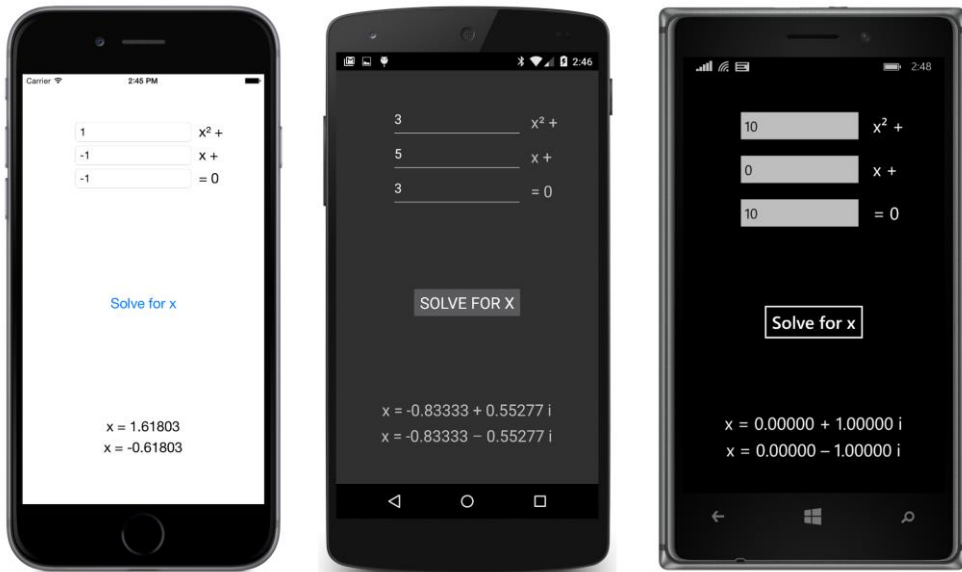 Carrier 2:45 PM
1 x² +
-1 x +
-1 = 0
Solve for x
x = 1.61803
x = -0.61803
2:46
3 x² +
5 x +
3 = 0
SOLVE FOR X
x = -0.83333 + 0.55277 i
x = -0.83333 – 0.55277 i
2:48
10 x² +
0 x +
10 = 0
Solve for x
x = 0.00000 + 1.00000 i
x = 0.00000 – 1.00000 i